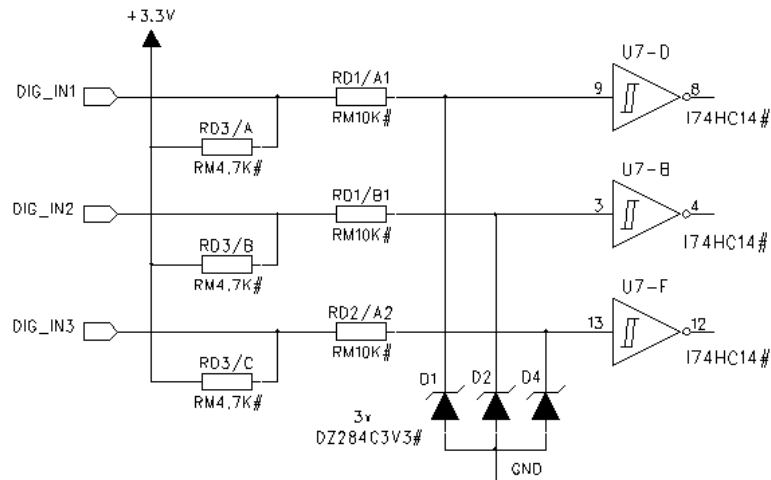 +3.3V
U7-D
DIG_IN1
RD1/A1
9
8
RM10K#
I74HC14#
RD3/A
RM4,7K#
U7-B
DIG_IN2
RD1/B1
3
4
RM10K#
I74HC14#
RD3/B
RM4,7K#
U7-F
DIG_IN3
RD2/A2
13
12
RM10K#
I74HC14#
RD3/C
RM4,7K#
D1
D2
D4
3x
DZ284C3V3#
GND